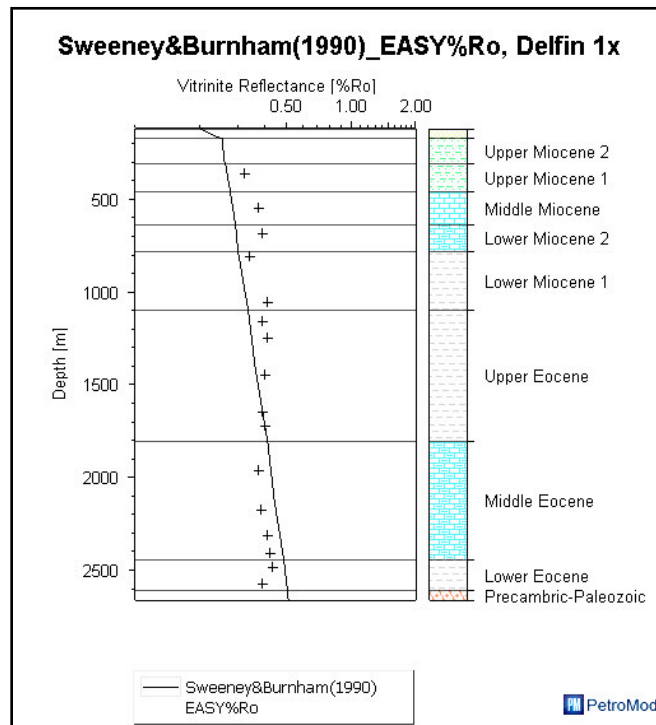 Sweeney&Burnham(1990)_EASY%Ro, Delfin 1x
Vitrinite Reflectance [%Ro]
0.50 1.00 2.00
Depth [m]
500
1000
1500
2000
2500
Upper Miocene 2
Upper Miocene 1
Middle Miocene
Lower Miocene 2
Lower Miocene 1
Upper Eocene
Middle Eocene
Lower Eocene
Precambric-Paleozoic
Sweeney&Burnham(1990)
EASY%Ro
PM PetroMod